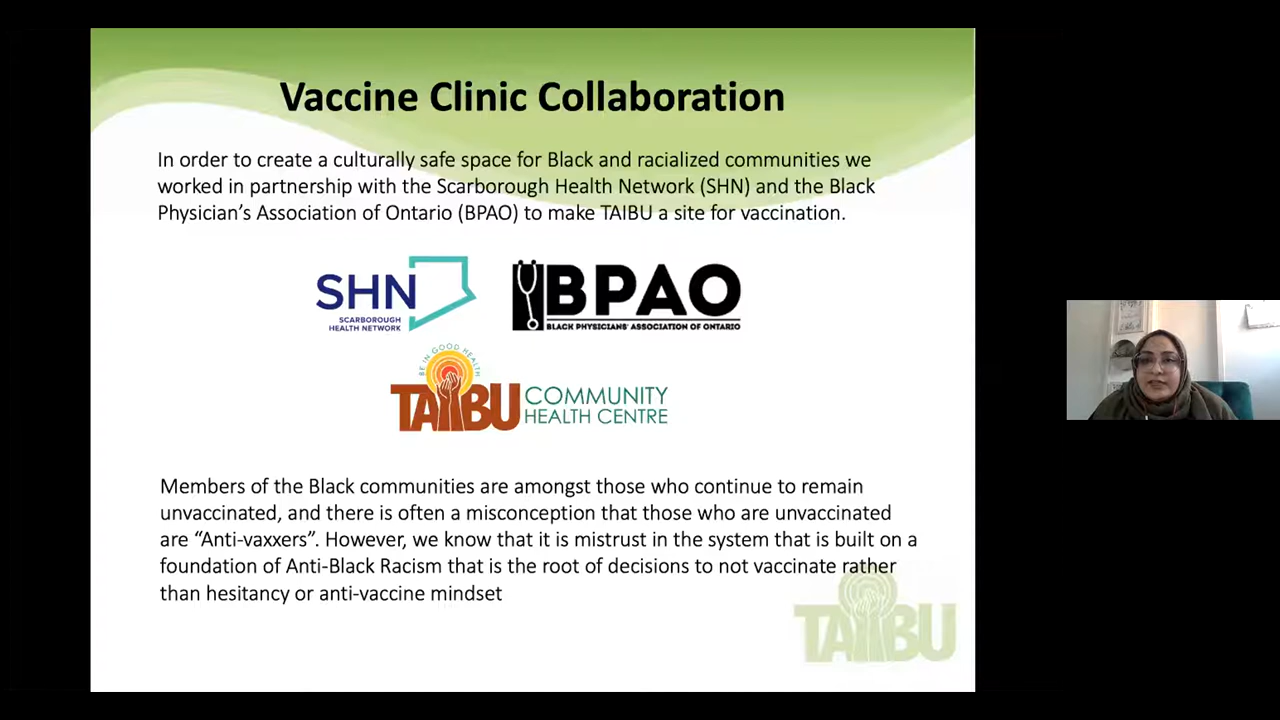 Vaccine Clinic Collaboration
In order to create a culturally safe space for Black and racialized communities we
worked in partnership with the Scarborough Health Network (SHN) and the Black
Physician's Association of Ontario (BPAO) to make TAIBU a site for vaccination.
SHN
SCARBOROUGH
HEALTH NETWORK
BPAO
BLACK PHYSICIANS' ASSOCIATION OF ONTARIO
BE IN GOOD HEALTH
TAIBU
COMMUNITY
HEALTH CENTRE
Members of the Black communities are amongst those who continue to remain
unvaccinated, and there is often a misconception that those who are unvaccinated
are “Anti-vaxxers”. However, we know that it is mistrust in the system that is built on a
foundation of Anti-Black Racism that is the root of decisions to not vaccinate rather
than hesitancy or anti-vaccine mindset
TAIBU